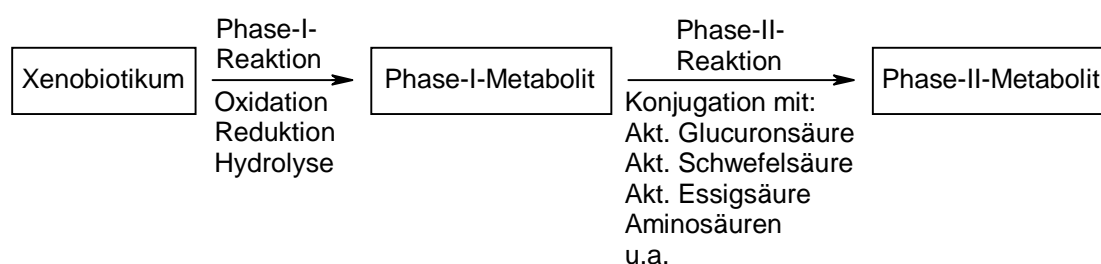 Xenobiotikum
Phase-I-
Reaktion
Oxidation
Reduktion
Hydrolyse
Phase-I-Metabolit
Phase-II-
Reaktion
Konjugation mit:
Akt. Glucuronsäure
Akt. Schwefelsäure
Akt. Essigsäure
Aminosäuren
u.a.
Phase-II-Metabolit